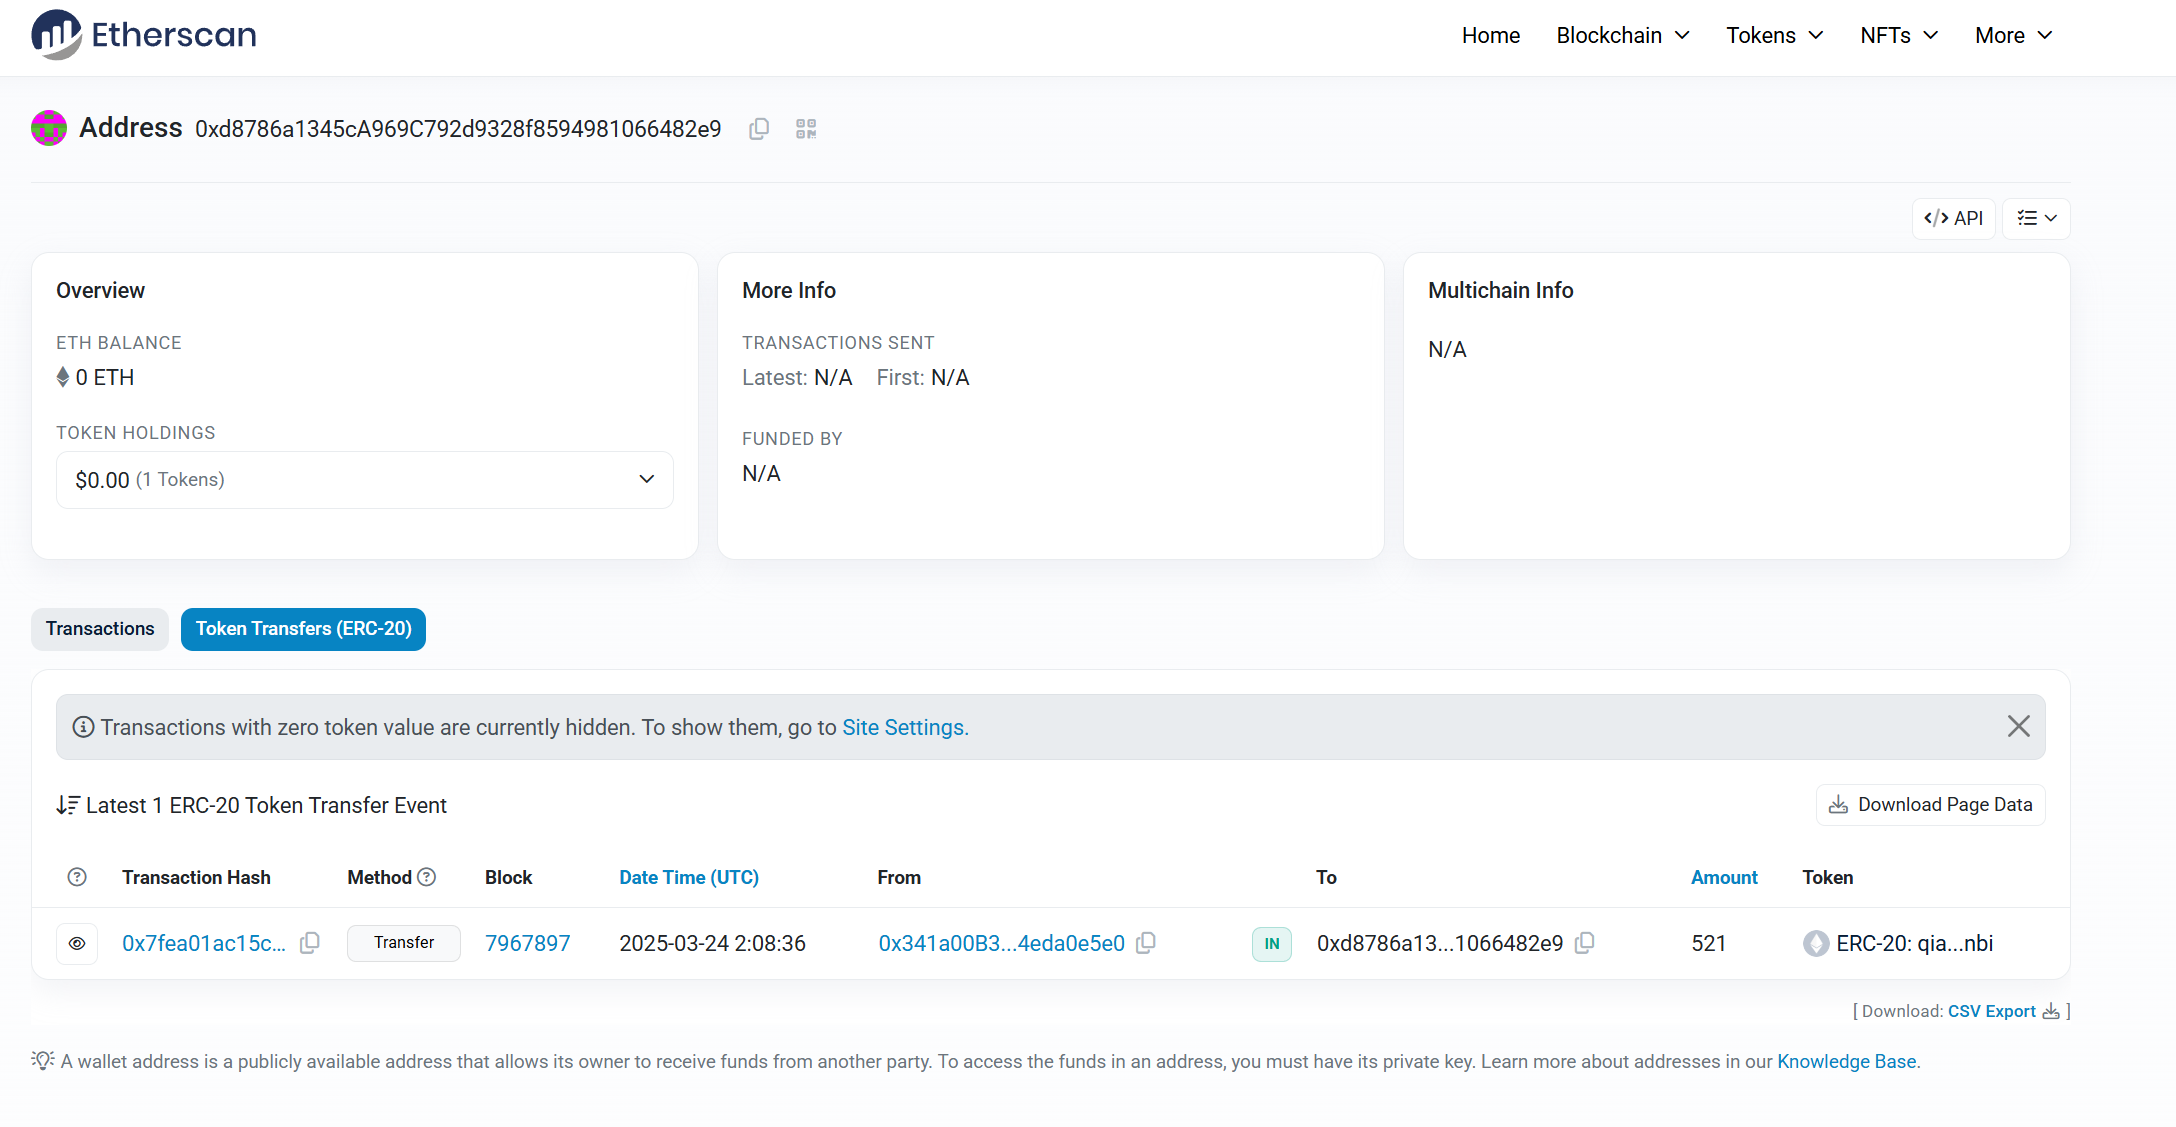 Etherscan
Home Blockchain Tokens NFTs More
Address 0xd8786a1345cA969C792d9328f8594981066482e9
</> API
Overview
ETH BALANCE
0 ETH
TOKEN HOLDINGS
$0.00 (1 Tokens)
More Info
TRANSACTIONS SENT
Latest: N/A First: N/A
FUNDED BY
N/A
Multichain Info
N/A
Transactions Token Transfers (ERC-20)
Transactions with zero token value are currently hidden. To show them, go to Site Settings.
Latest 1 ERC-20 Token Transfer Event
Download Page Data
Transaction Hash Method Block Date Time (UTC) From To Amount Token
0x7fea01ac15c... Transfer 7967897 2025-03-24 2:08:36 0x341a00B3...4eda0e5e0 IN 0xd8786a13...1066482e9 521 ERC-20: qia...nbi
[ Download: CSV Export ]
A wallet address is a publicly available address that allows its owner to receive funds from another party. To access the funds in an address, you must have its private key. Learn more about addresses in our Knowledge Base.